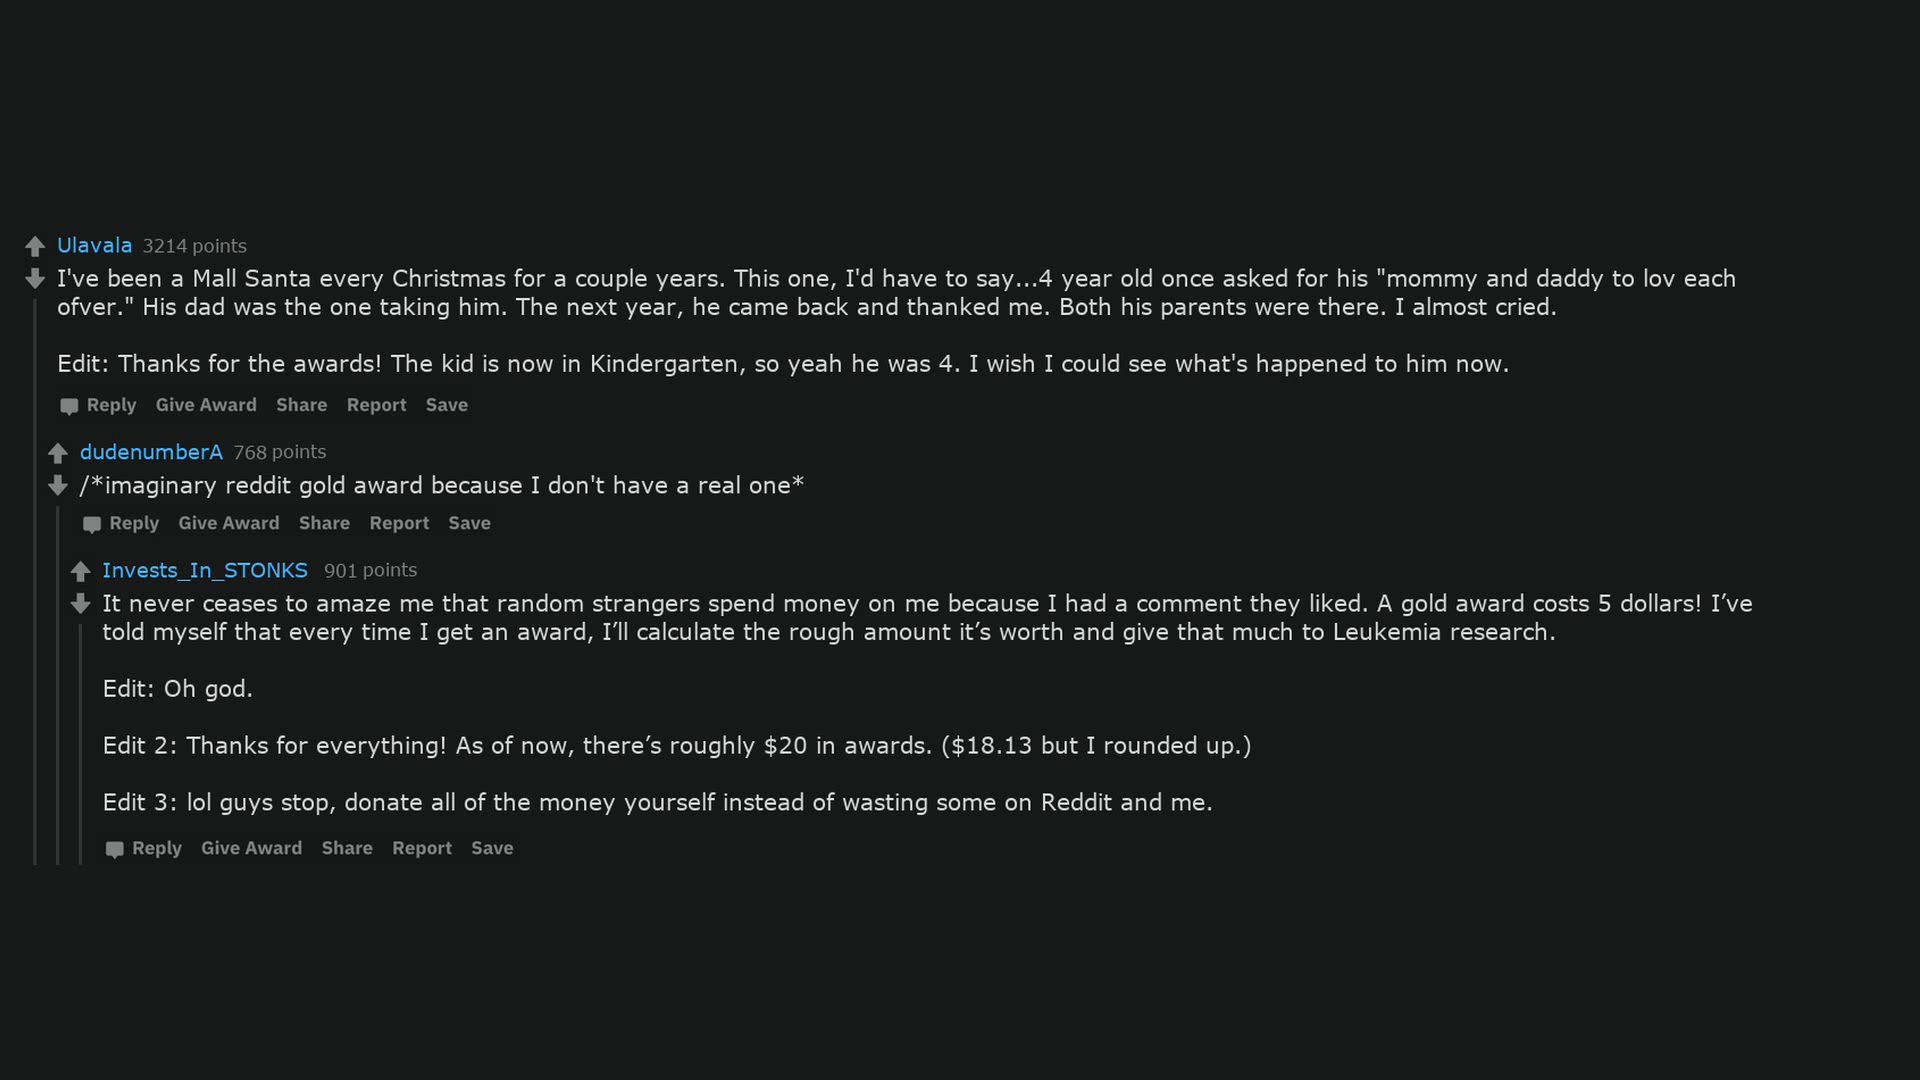 Ulavala 3214 points
I've been a Mall Santa every Christmas for a couple years. This one, I'd have to say...4 year old once asked for his "mommy and daddy to lov each
ofver." His dad was the one taking him. The next year, he came back and thanked me. Both his parents were there. I almost cried.
Edit: Thanks for the awards! The kid is now in Kindergarten, so yeah he was 4. I wish I could see what's happened to him now.
Reply Give Award Share Report Save
dudenumberA 768 points
/*imaginary reddit gold award because I don't have a real one*
Reply Give Award Share Report Save
Invests_In_STONKS 901 points
It never ceases to amaze me that random strangers spend money on me because I had a comment they liked. A gold award costs 5 dollars! I’ve
told myself that every time I get an award, I’ll calculate the rough amount it’s worth and give that much to Leukemia research.
Edit: Oh god.
Edit 2: Thanks for everything! As of now, there’s roughly $20 in awards. ($18.13 but I rounded up.)
Edit 3: lol guys stop, donate all of the money yourself instead of wasting some on Reddit and me.
Reply Give Award Share Report Save